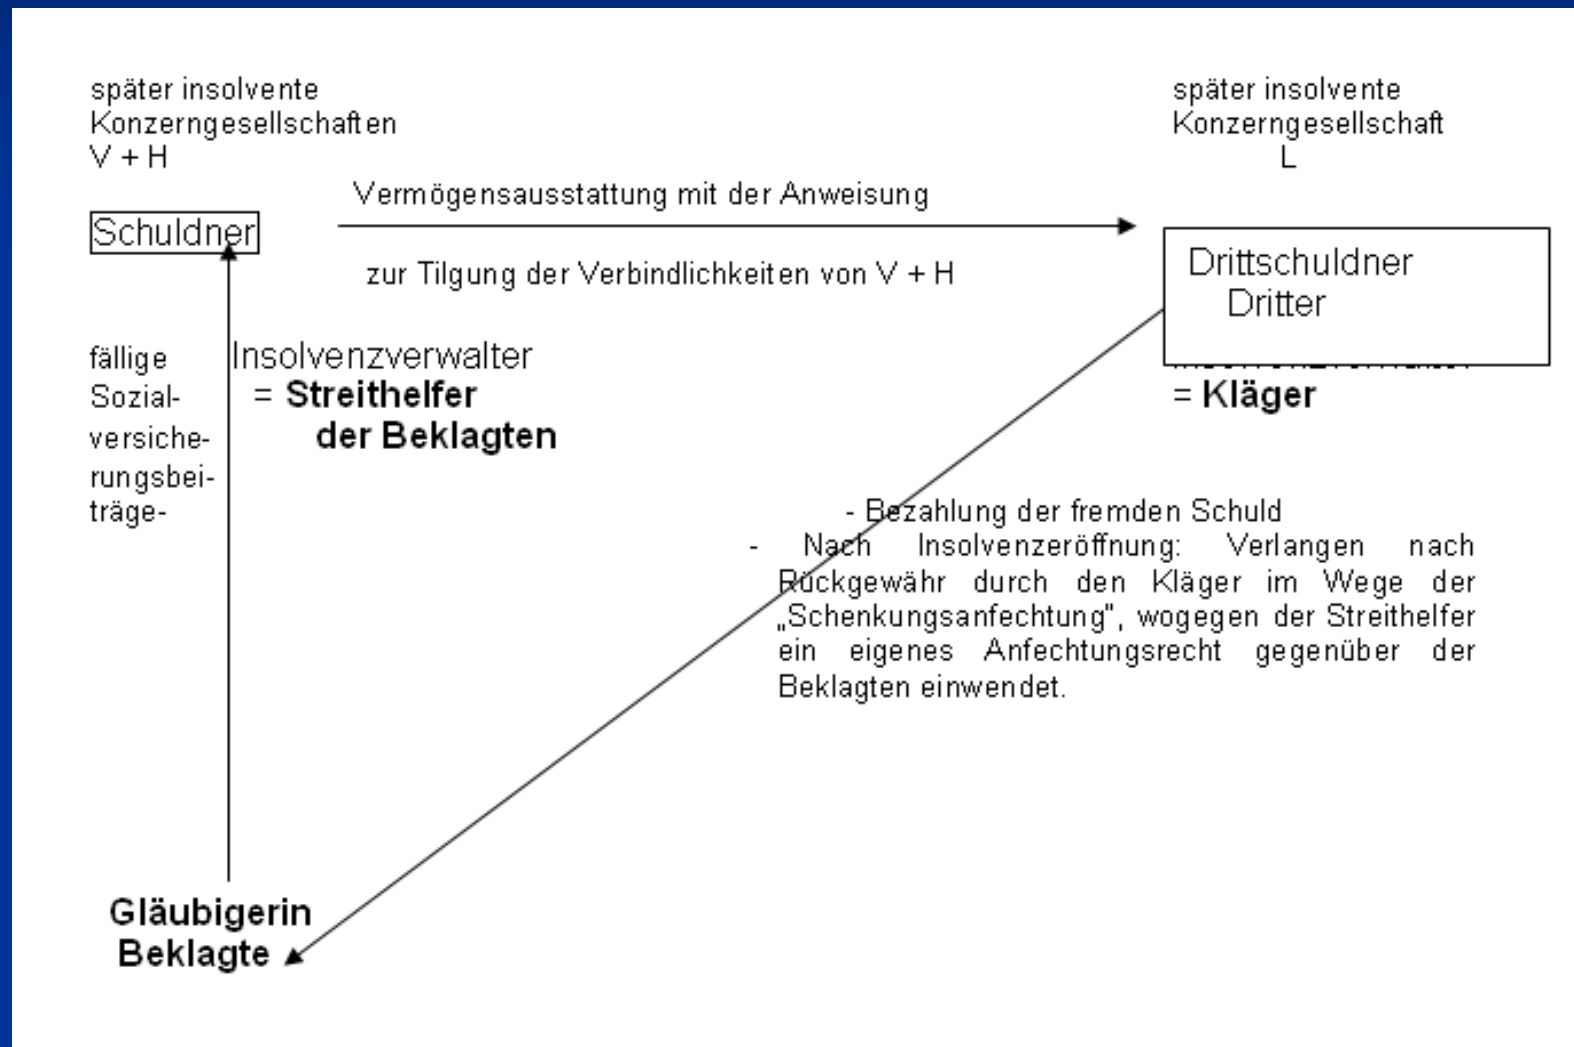 später insolvente
Konzerngesellschaften
V + H
Schuldner
Vermögensausstattung mit der Anweisung
zur Tilgung der Verbindlichkeiten von V + H
später insolvente
Konzerngesellschaft
L
Drittschuldner
Dritter
= Kläger
fällige
Sozial-
versiche-
rungsbei-
träge-
Insolvenzverwalter
= Streithelfer
der Beklagten
- Bezahlung der fremden Schuld
- Nach Insolvenzeröffnung: Verlangen nach
Rückgewähr durch den Kläger im Wege der
„Schenkungsanfechtung", wogegen der Streithelfer
ein eigenes Anfechtungsrecht gegenüber der
Beklagten einwendet.
Gläubigerin
Beklagte